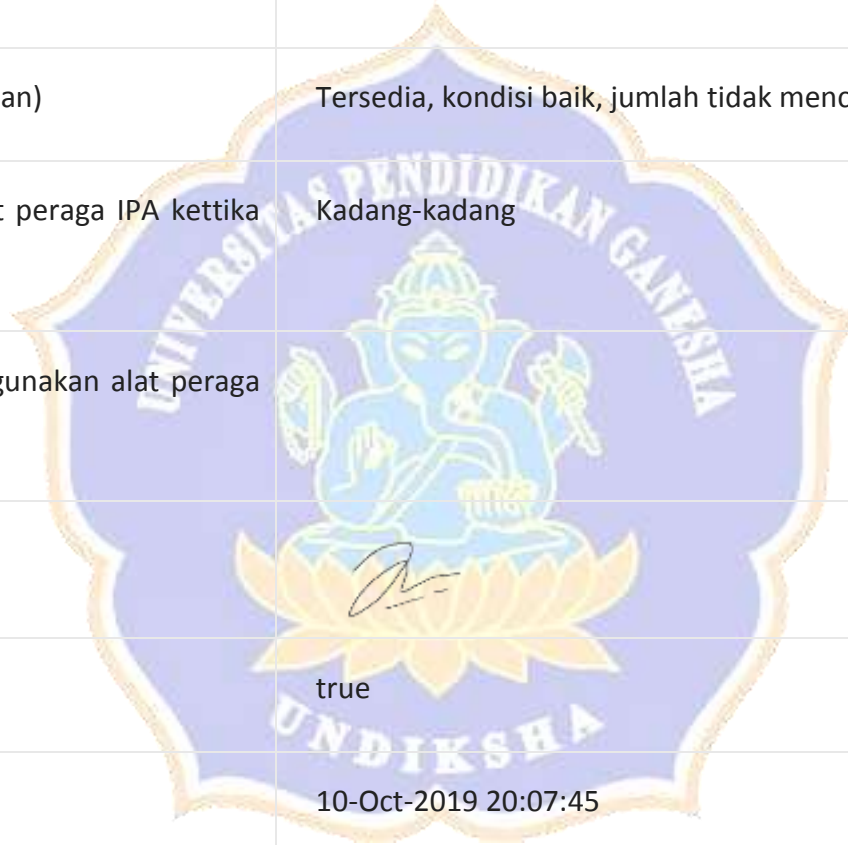 an)
Tersedia, kondisi baik, jumlah tidak
t peraga IPA kettika
Kadang-kadang
gunakan alat peraga
true
10-Oct-2019 20:07:45
UNIVERSITAS PENDIDIKAN GANESHA
UNDIKSHA